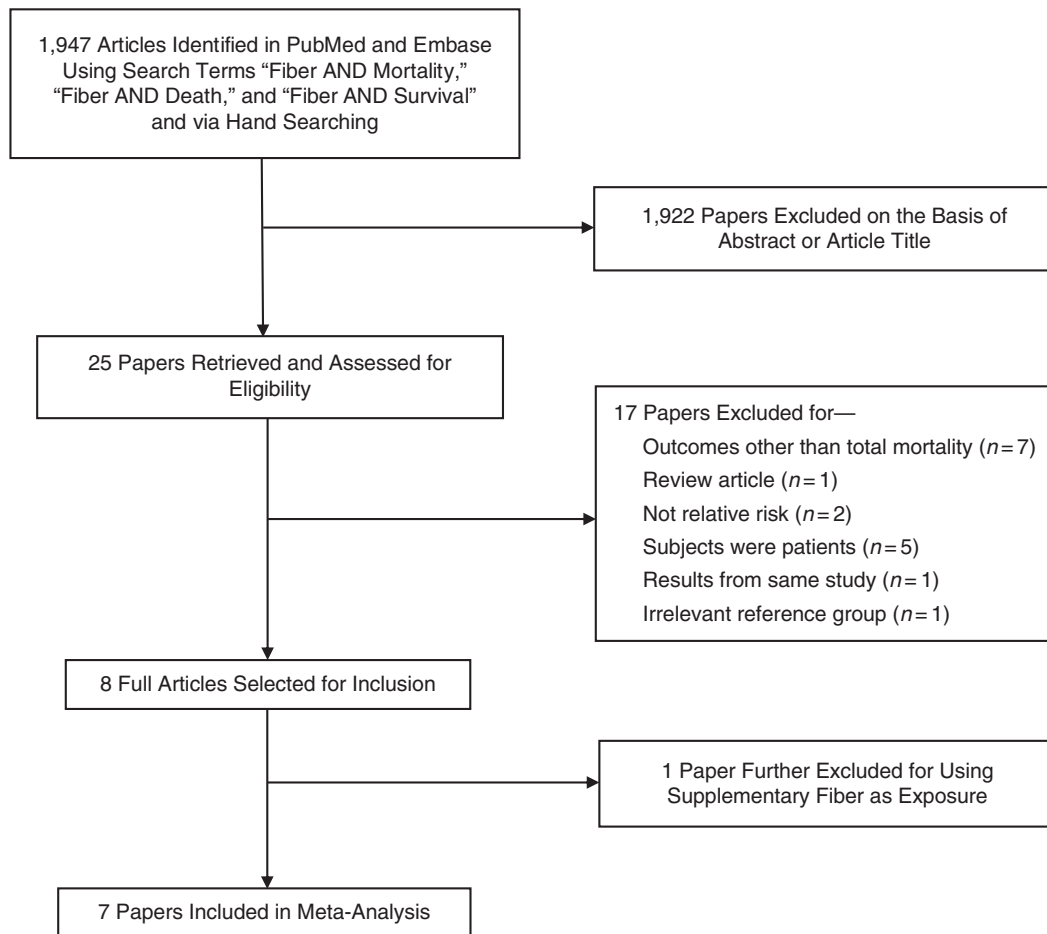 1,947 Articles Identified in PubMed and Embase
Using Search Terms “Fiber AND Mortality,”
“Fiber AND Death,” and “Fiber AND Survival”
and via Hand Searching
1,922 Papers Excluded on the Basis of
Abstract or Article Title
25 Papers Retrieved and Assessed for
Eligibility
17 Papers Excluded for—
Outcomes other than total mortality (n=7)
Review article (n=1)
Not relative risk (n=2)
Subjects were patients (n=5)
Results from same study (n=1)
Irrelevant reference group (n=1)
8 Full Articles Selected for Inclusion
1 Paper Further Excluded for Using
Supplementary Fiber as Exposure
7 Papers Included in Meta-Analysis